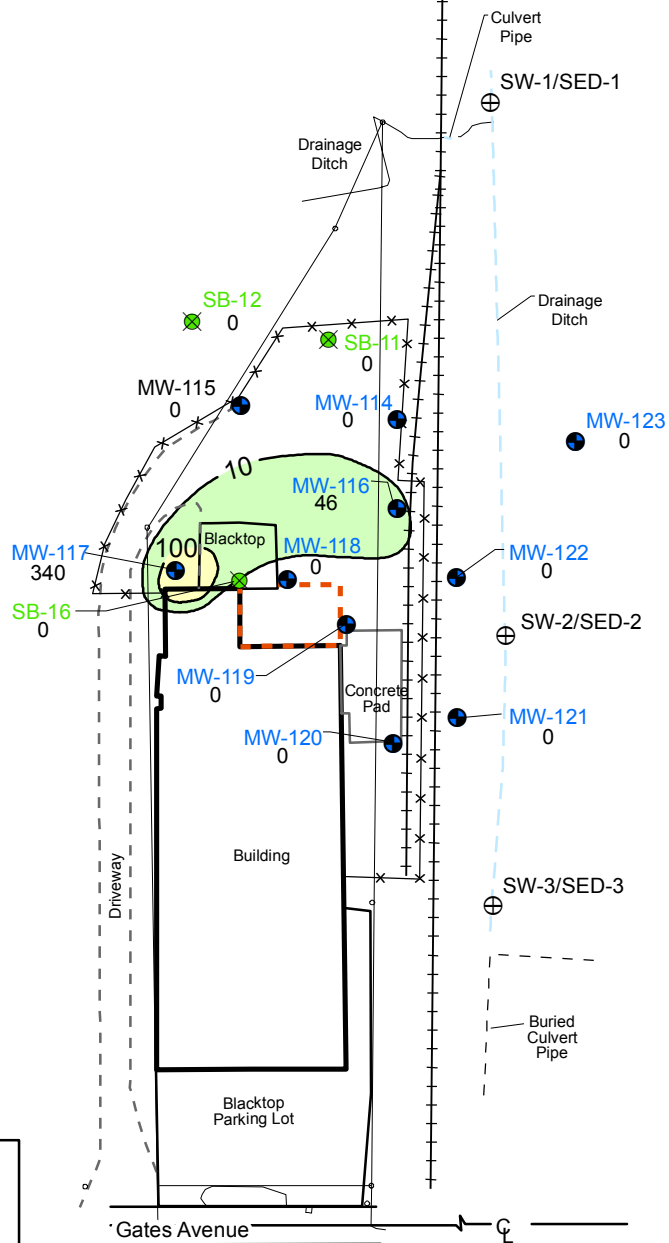 Culvert
Pipe
SW-1/SED-1
Drainage
Ditch
SB-12
0
Drainage
Ditch
SB-11
0
MW-115
0
MW-114
0
MW-123
0
10
MW-116
46
100
Blacktop
MW-117
340
MW-118
0
MW-122
0
SB-16
0
SW-2/SED-2
MW-119
0
Concrete
Pad
MW-121
0
MW-120
0
Building
Driveway
SW-3/SED-3
Buried
Culvert
Pipe
Blacktop
Parking Lot
Gates Avenue
CL